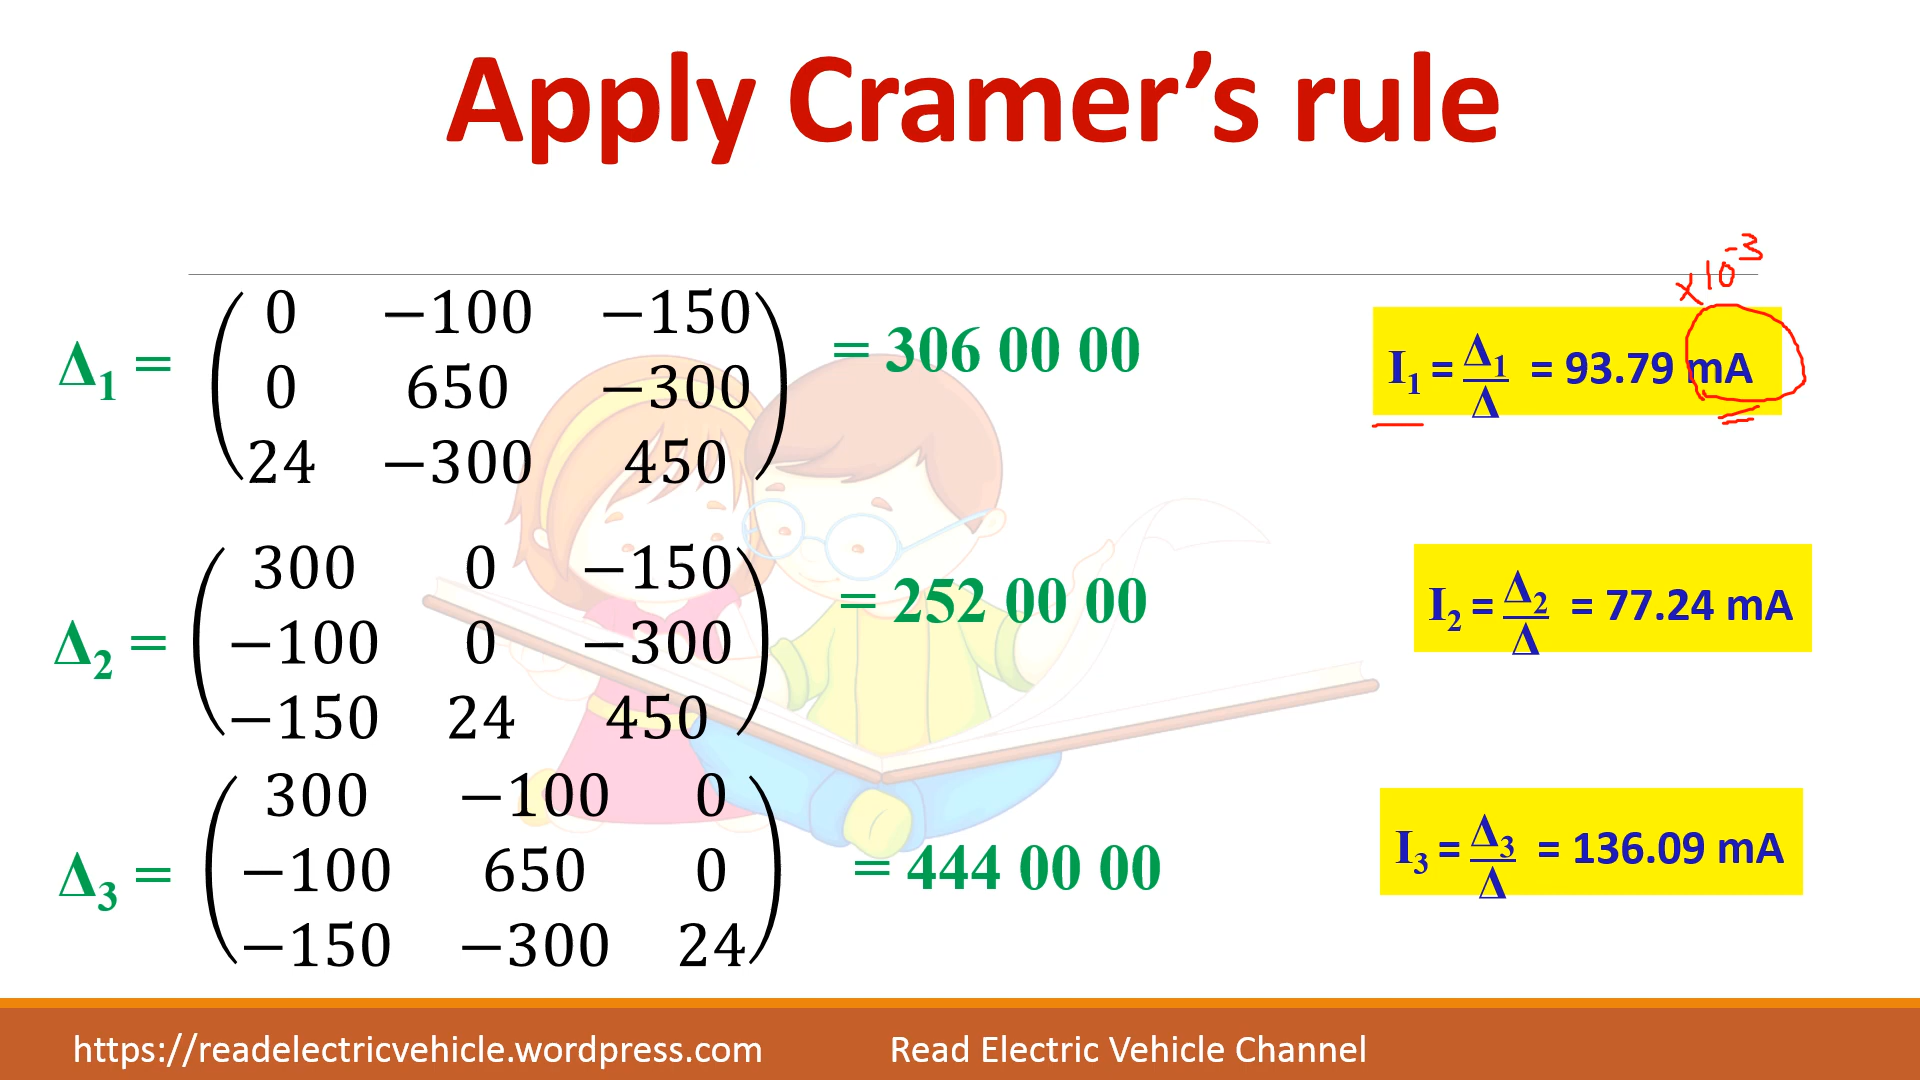 Apply Cramer’s rule
×10⁻³
Δ₁ = ( 0 −100 −150
0 650 −300
24 −300 450 ) = 306 00 00
I₁ = Δ₁/Δ = 93.79 mA
Δ₂ = ( 300 0 −150
−100 0 −300
−150 24 450 ) = 252 00 00
I₂ = Δ₂/Δ = 77.24 mA
Δ₃ = ( 300 −100 0
−100 650 0
−150 −300 24 ) = 444 00 00
I₃ = Δ₃/Δ = 136.09 mA
https://readelectricvehicle.wordpress.com Read Electric Vehicle Channel